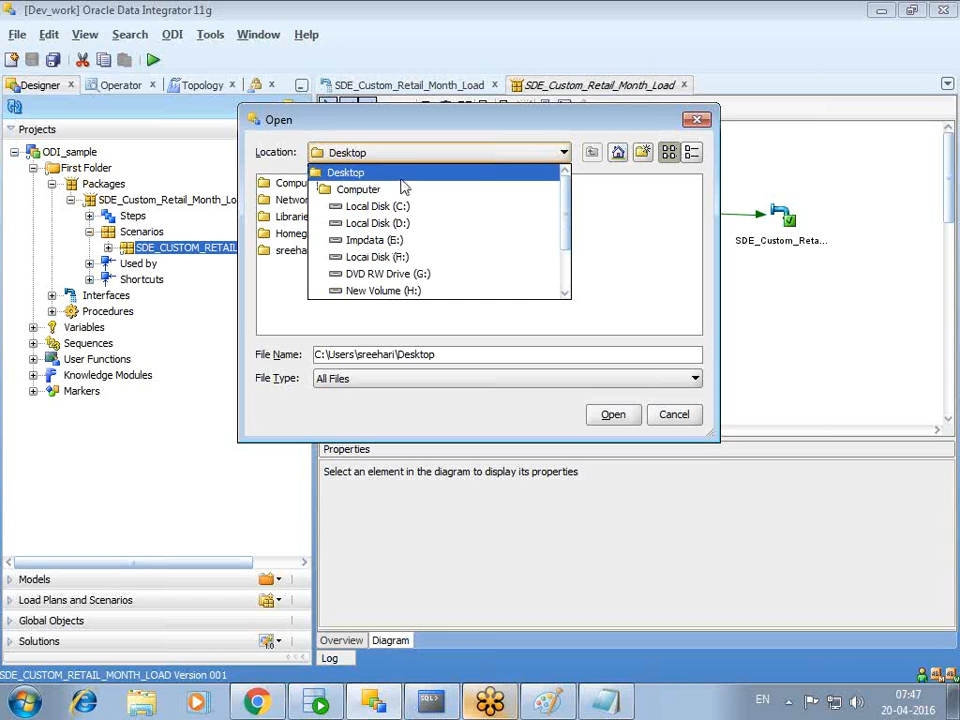 [Dev_work] Oracle Data Integrator 11g
File Edit View Search ODI Tools Window Help
Designer Operator Topology SDE_Custom_Retail_Month_Load SDE_Custom_Retail_Month_Load
Projects
ODI_sample
First Folder
Packages
SDE_Custom_Retail_Month_Lo
Steps
Scenarios
SDE_CUSTOM_RETAIL
Used by
Shortcuts
Interfaces
Procedures
Variables
Sequences
User Functions
Knowledge Modules
Markers
Open
Location: Desktop
Desktop
Computer
Local Disk (C:)
Local Disk (D:)
Impdata (E:)
Local Disk (F:)
DVD RW Drive (G:)
New Volume (H:)
Compu
Networ
Librarie
Homeg
sreeha
File Name: C:\Users\sreehari\Desktop
File Type: All Files
Open Cancel
SDE_Custom_Reta...
Properties
Select an element in the diagram to display its properties
Models
Load Plans and Scenarios
Global Objects
Solutions
Overview Diagram
Log
SDE_CUSTOM_RETAIL_MONTH_LOAD Version 001
EN
07:47
20-04-2016